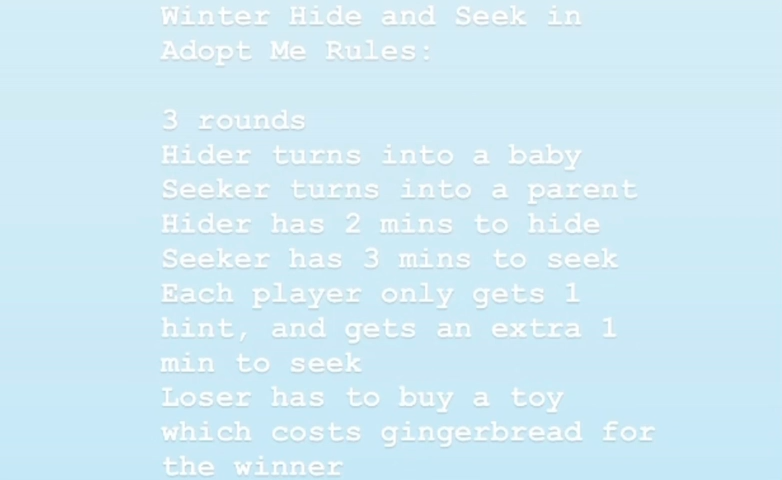 Winter Hide and Seek in
Adopt Me Rules:
3 rounds
Hider turns into a baby
Seeker turns into a parent
Hider has 2 mins to hide
Seeker has 3 mins to seek
Each player only gets 1
hint, and gets an extra 1
min to seek
Loser has to buy a toy
which costs gingerbread for
the winner